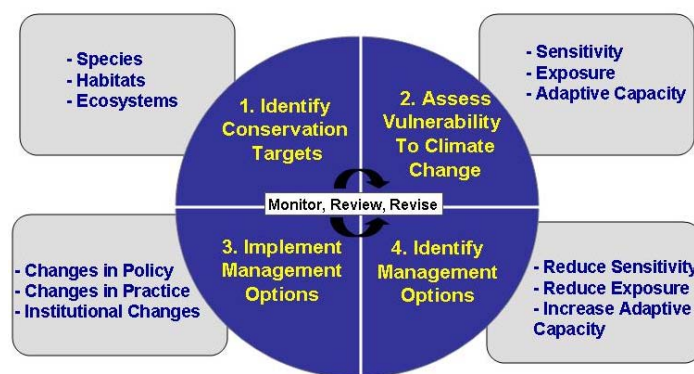 - Species
- Habitats
- Ecosystems
1. Identify
Conservation
Targets
2. Assess
Vulnerability
To Climate
Change
- Sensitivity
- Exposure
- Adaptive Capacity
Monitor, Review, Revise
- Changes in Policy
- Changes in Practice
- Institutional Changes
3. Implement
Management
Options
4. Identify
Management
Options
- Reduce Sensitivity
- Reduce Exposure
- Increase Adaptive
Capacity